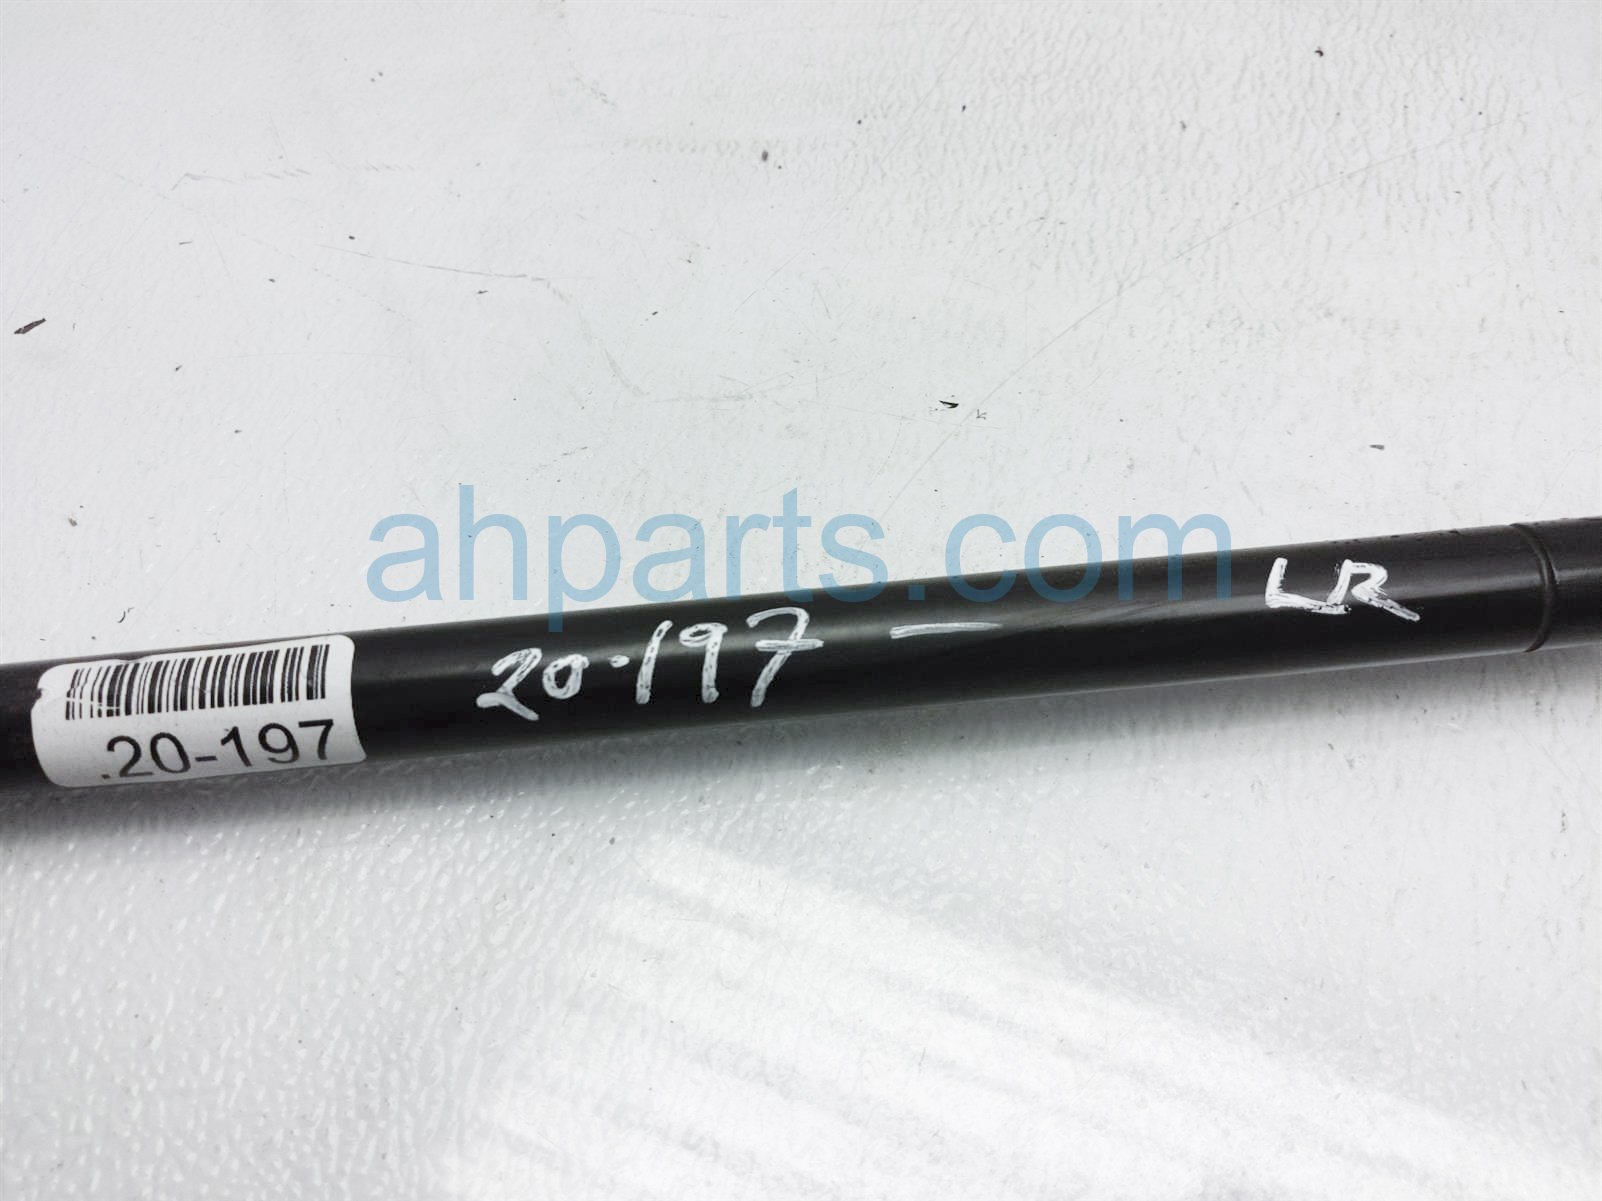 ahparts.com
20-197 — LR
.20-197